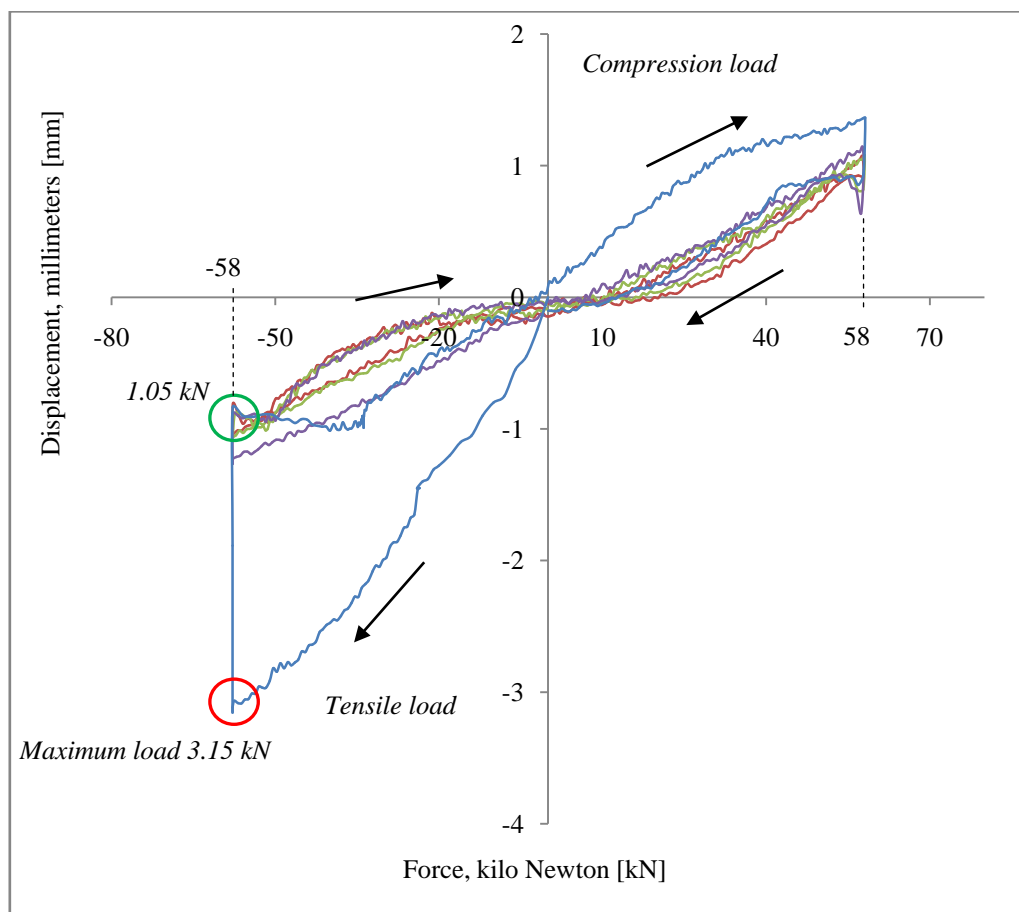 2
Compression load
Displacement, millimeters [mm]
1
-58
0
-80
-50
-20
10
40
58
70
1.05 kN
-1
-2
-3
Tensile load
Maximum load 3.15 kN
-4
Force, kilo Newton [kN]